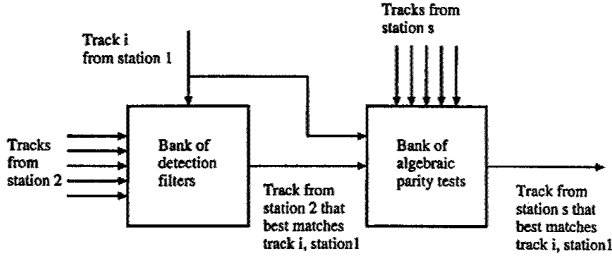 Tracks from
station s
Track i
from station 1
Tracks
from
station 2
Bank of
detection
filters
Bank of
algebraic
parity tests
Track from
station 2 that
best matches
track i, station1
Track from
station s that
best matches
track i, station1